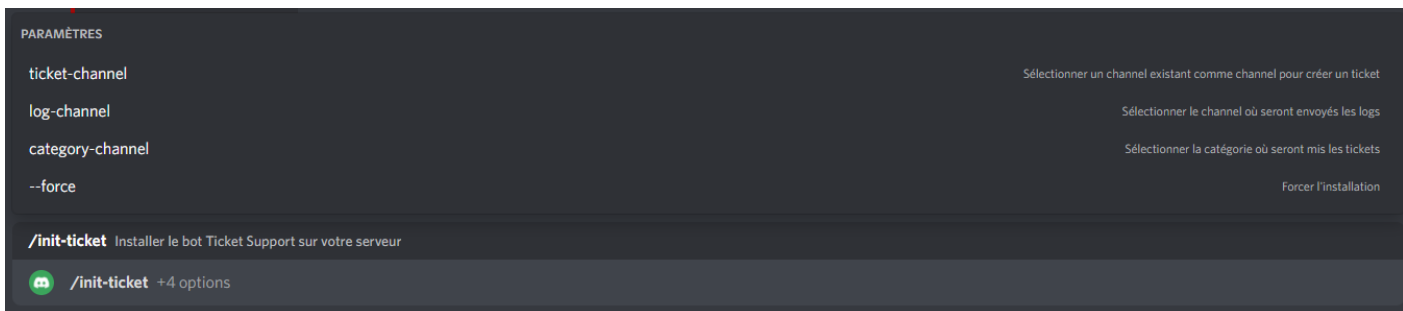 PARAMÈTRES
ticket-channel Sélectionner un channel existant comme channel pour créer un ticket
log-channel Sélectionner le channel où seront envoyés les logs
category-channel Sélectionner la catégorie où seront mis les tickets
--force Forcer l'installation
/init-ticket Installer le bot Ticket Support sur votre serveur
/init-ticket +4 options